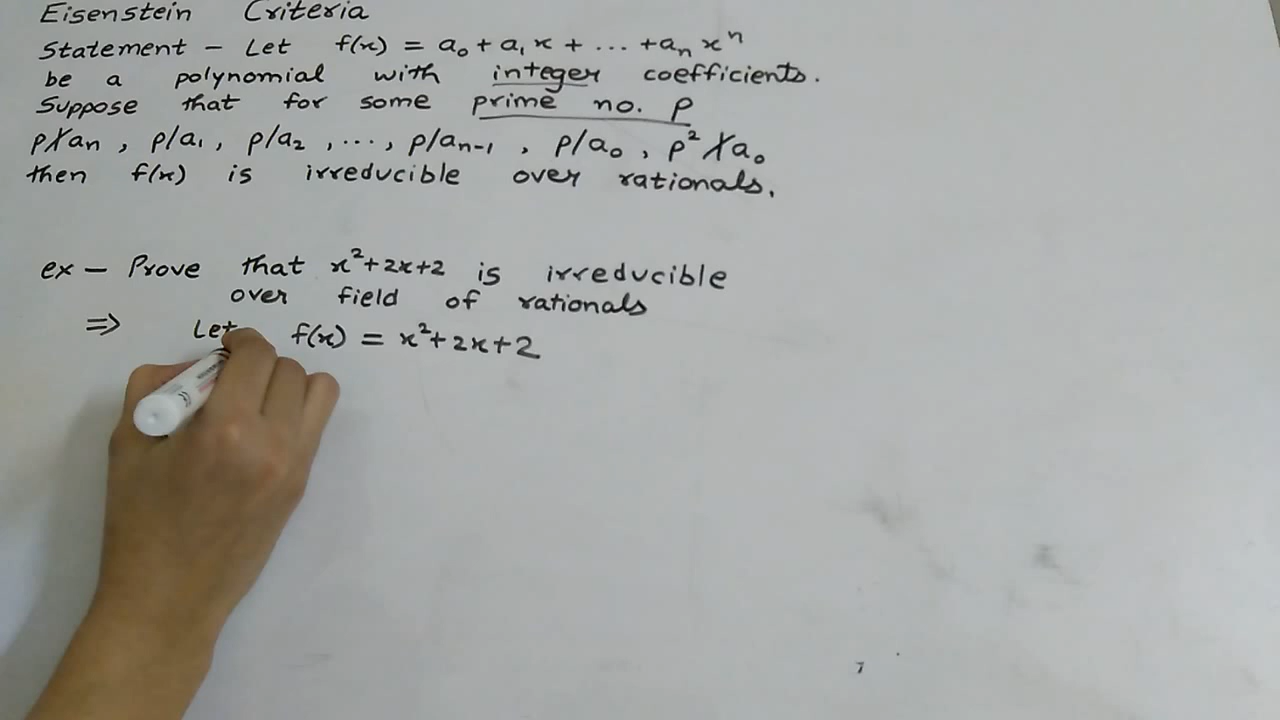 Eisenstein Criteria
Statement - Let f(x) = a₀ + a₁x + ... + aₙxⁿ
be a polynomial with integer coefficients.
Suppose that for some prime no. p
p∤aₙ, p/a₁, p/a₂, ..., p/aₙ₋₁, p/a₀, p²∤a₀
then f(x) is irreducible over rationals.
ex - Prove that x²+2x+2 is irreducible
over field of rationals
⇒ Let f(x) = x²+2x+2